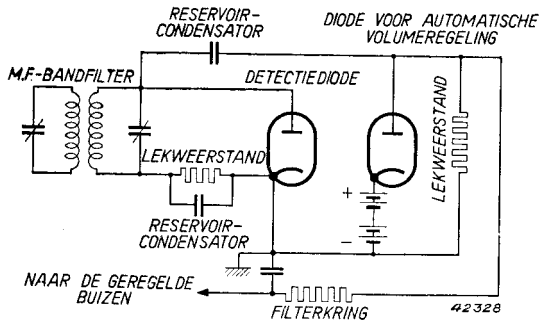 RESERVOIR-
CONDENSATOR
DIODE VOOR AUTOMATISCHE
VOLUMEREGELING
M.F.-BANDFILTER
DETECTIEDIODE
LEKWEERSTAND
LEKWEERSTAND
RESERVOIR-
CONDENSATOR
+
−
NAAR DE GEREGELDE
BUIZEN
FILTERKRING
42328